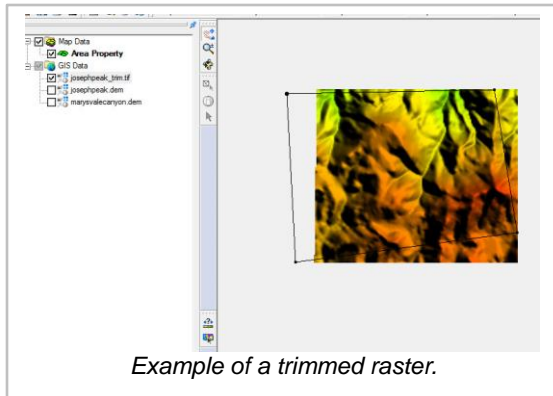 Map Data
Area Property
GIS Data
josephpeak_trim.tif
josephpeak.dem
marysvalecanyon.dem
Example of a trimmed raster.